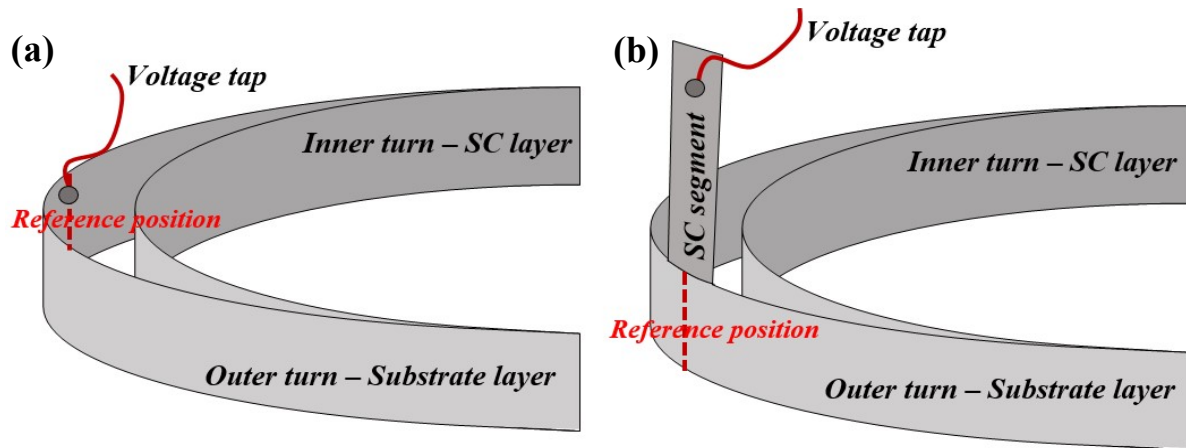 (a)
Voltage tap
Inner turn – SC layer
Reference position
Outer turn – Substrate layer
(b)
Voltage tap
SC segment
Inner turn – SC layer
Reference position
Outer turn – Substrate layer